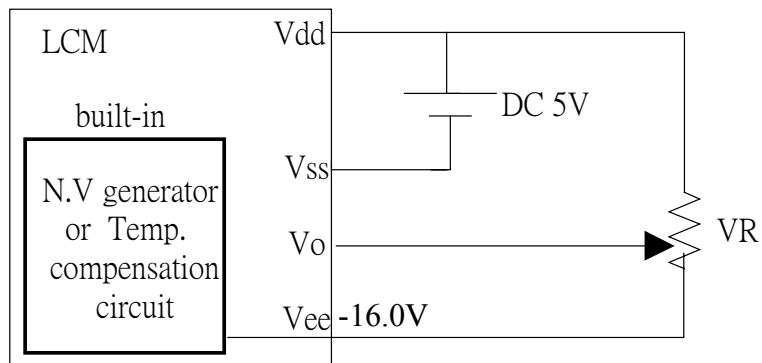 LCM
Vdd
DC 5V
built-in
Vss
N.V generator
or Temp.
compensation
circuit
Vo
VR
Vee -16.0V